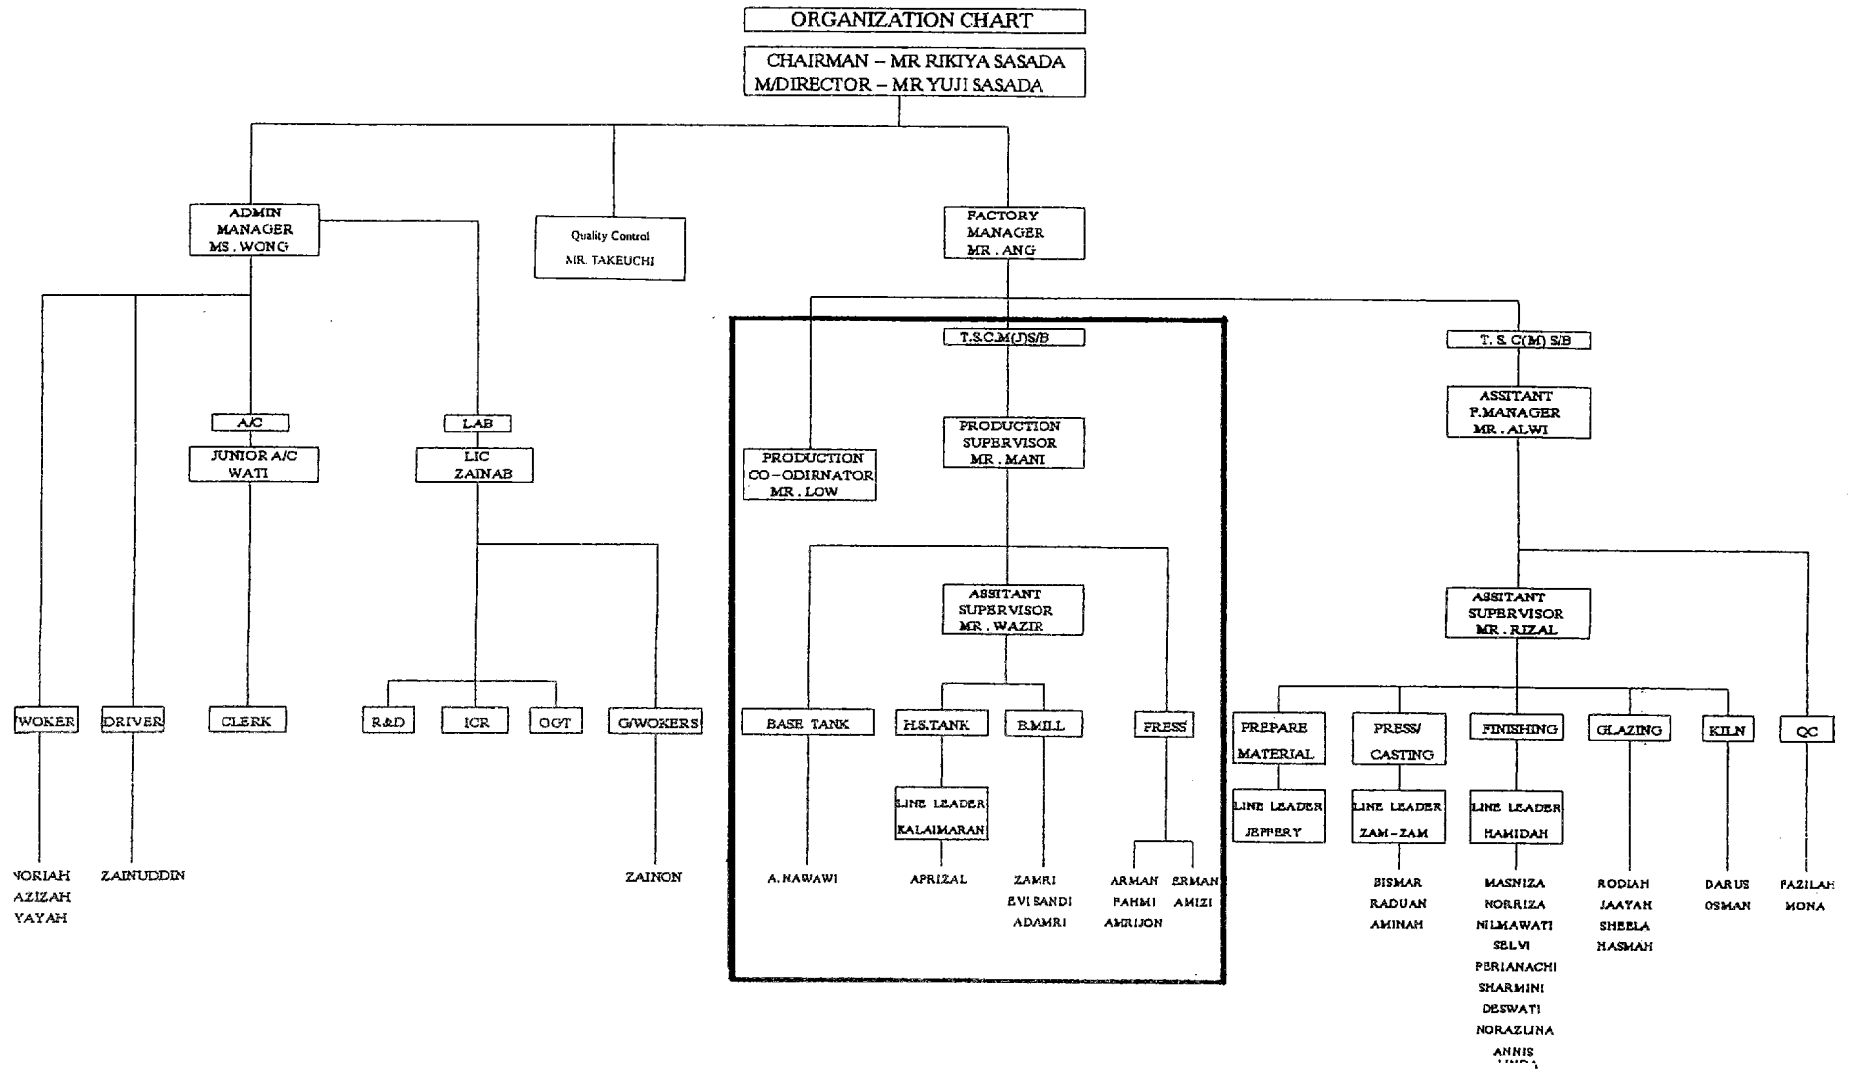 ORGANIZATION CHART
CHAIRMAN - MR RIKIYA SASADA
M/DIRECTOR - MR YUJI SASADA
ADMIN
MANAGER
MS. WONG
Quality Control
MR. TAKEUCHI
FACTORY
MANAGER
MR. ANG
T.S.C.M(J)S/B
T. S. C(M) S/B
A/C
JUNIOR A/C
WATI
LAB
LIC
ZAINAB
PRODUCTION
CO-ODIRNATOR
MR. LOW
PRODUCTION
SUPERVISOR
MR. MANI
ASSITANT
P.MANAGER
MR. ALWI
ASSITANT
SUPERVISOR
MR. WAZIR
ASSITANT
SUPERVISOR
MR. RIZAL
WOKER
DRIVER
CLERK
R&D
ICR
OGT
G/WOKERS
BASE TANK
H.S.TANK
B.MILL
PRESS
PREPARE
MATERIAL
PRESS/
CASTING
FINISHING
GLAZING
KILN
QC
LINE LEADER
KALAIMARAN
LINE LEADER
JEFFERY
LINE LEADER
ZAM-ZAM
LINE LEADER
HAMIDAH
NORIAH
AZIZAH
YAYAH
ZAINUDDIN
ZAINON
A. NAWAWI
APRIZAL
ZAMRI
EVI SANDI
ADAMRI
ARMAN
FAHMI
AMRIJON
ERMAN
AMIZI
BISMAR
RADUAN
AMINAH
MASNIZA
NORRIZA
NILMAWATI
SELVI
PERIANACHI
SHARMINI
DESWATI
NORAZLINA
ANNIS
RODIAH
JAAYAH
SHEELA
HASMAH
DARUS
OSMAN
FAZILAH
MONA